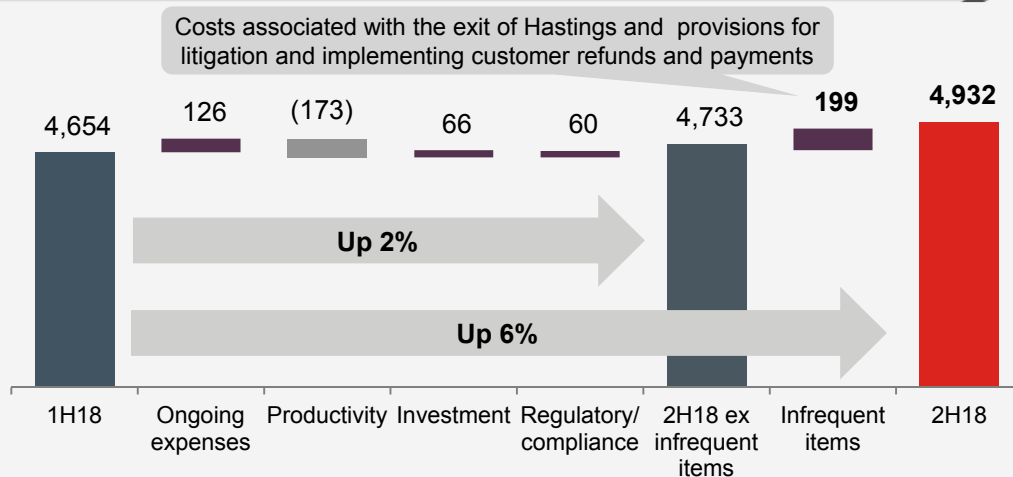 Costs associated with the exit of Hastings and provisions for
litigation and implementing customer refunds and payments
4,654
126
(173)
66
60
4,733
199
4,932
Up 2%
Up 6%
1H18
Ongoing
expenses
Productivity
Investment
Regulatory/
compliance
2H18 ex
infrequent
items
Infrequent
items
2H18